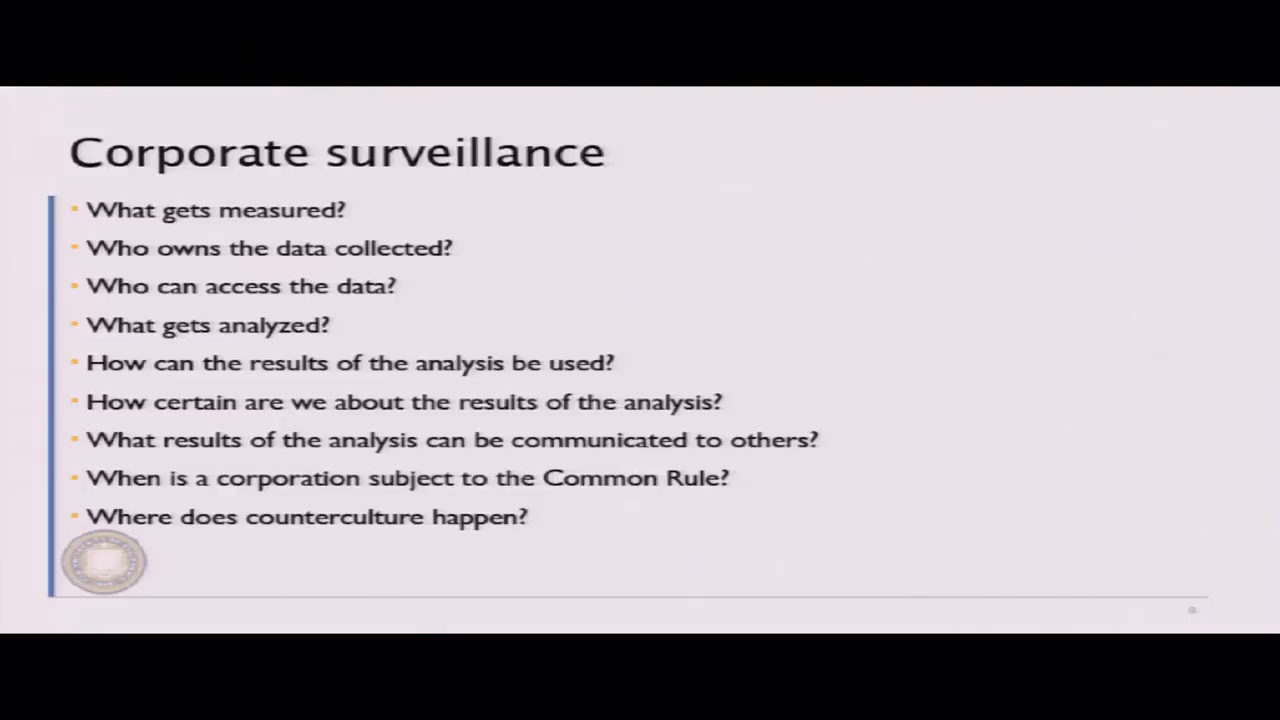 Corporate surveillance
What gets measured?
Who owns the data collected?
Who can access the data?
What gets analyzed?
How can the results of the analysis be used?
How certain are we about the results of the analysis?
What results of the analysis can be communicated to others?
When is a corporation subject to the Common Rule?
Where does counterculture happen?